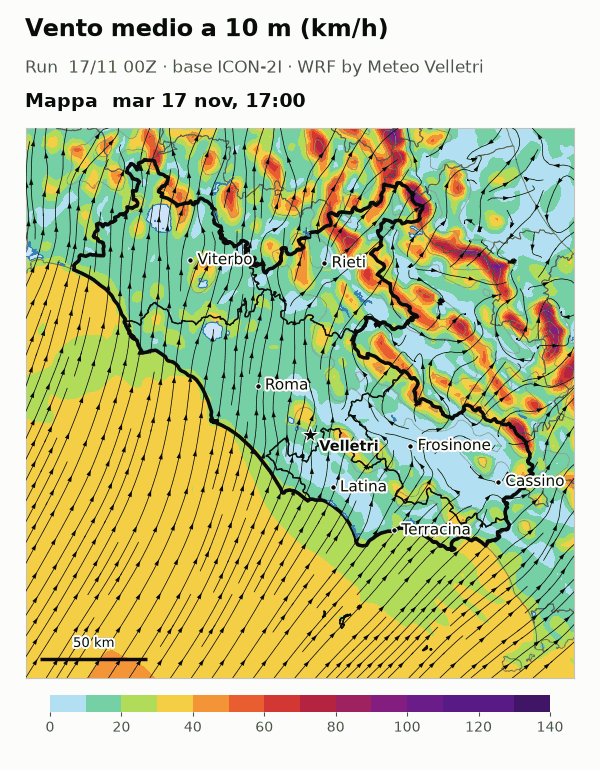 Vento medio a 10 m (km/h)
Run 17/11 00Z · base ICON-2I · WRF by Meteo Velletri
Mappa mar 17 nov, 17:00
Viterbo
Rieti
Roma
Velletri
Frosinone
Latina
Cassino
Terracina
50 km
0 20 40 60 80 100 120 140